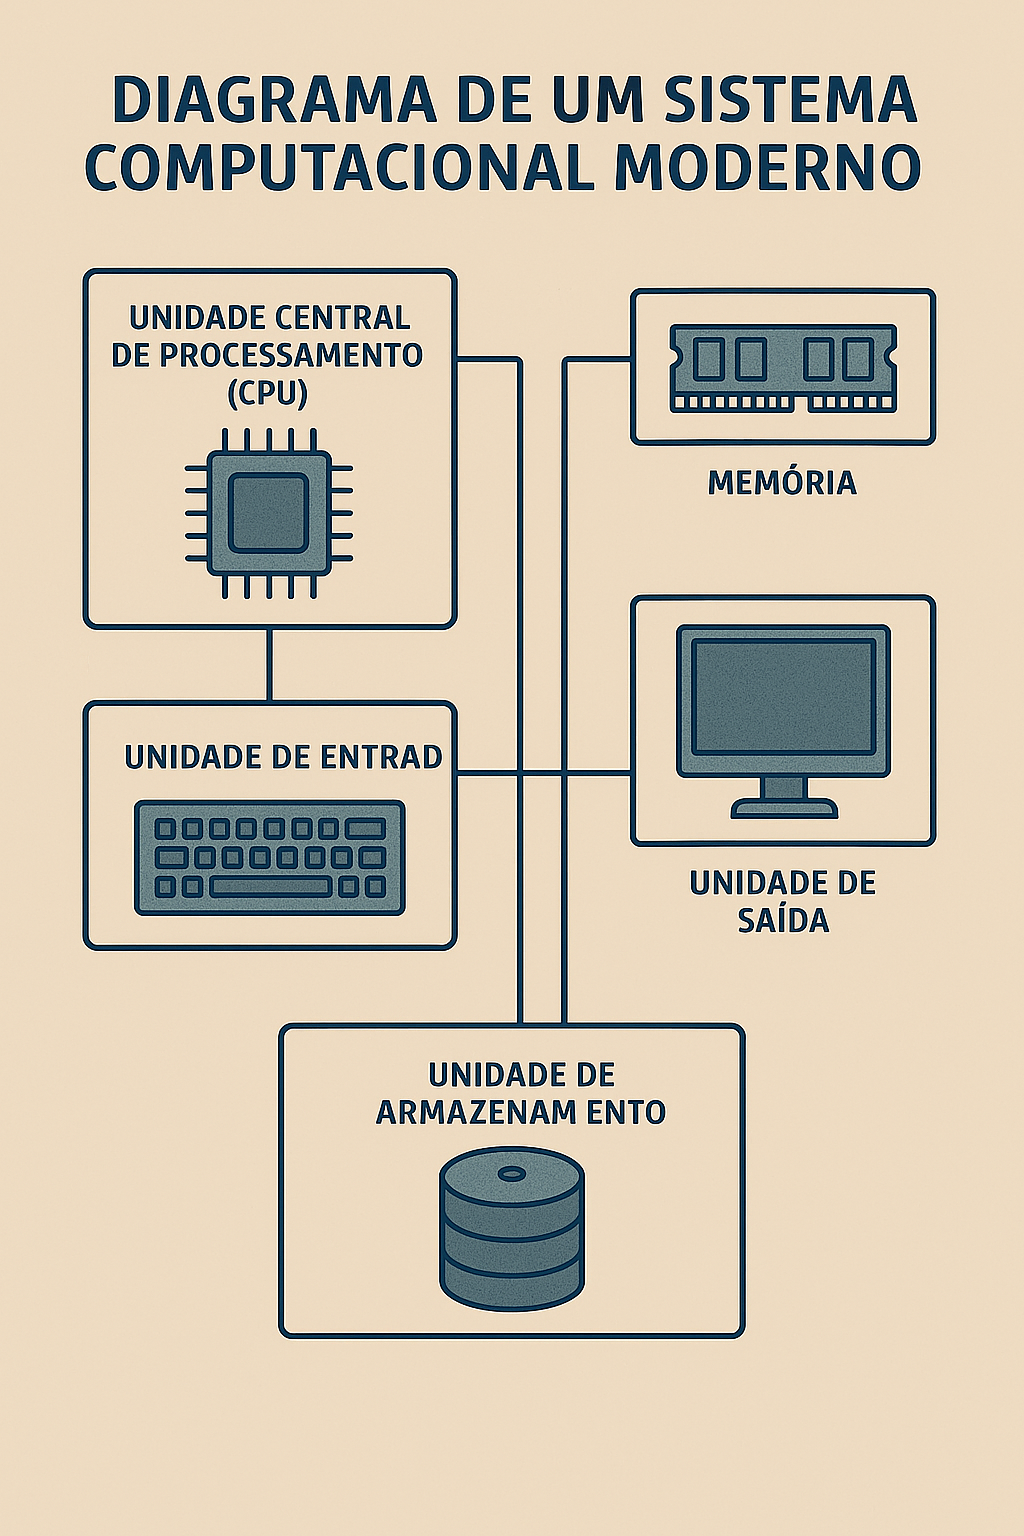 DIAGRAMA DE UM SISTEMA
COMPUTACIONAL MODERNO
UNIDADE CENTRAL
DE PROCESSAMENTO
(CPU)
MEMÓRIA
UNIDADE DE ENTRAD
UNIDADE DE
SAÍDA
UNIDADE DE
ARMAZENAM ENTO